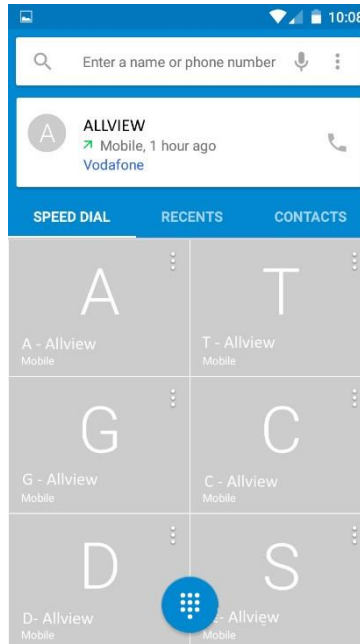 10:08
Enter a name or phone number
A
ALLVIEW
Mobile, 1 hour ago
Vodafone
SPEED DIAL RECENTS CONTACTS
A T
A - Allview T - Allview
Mobile Mobile
G C
G - Allview C - Allview
Mobile Mobile
D S
D- Allview - Allview
Mobile Mobile